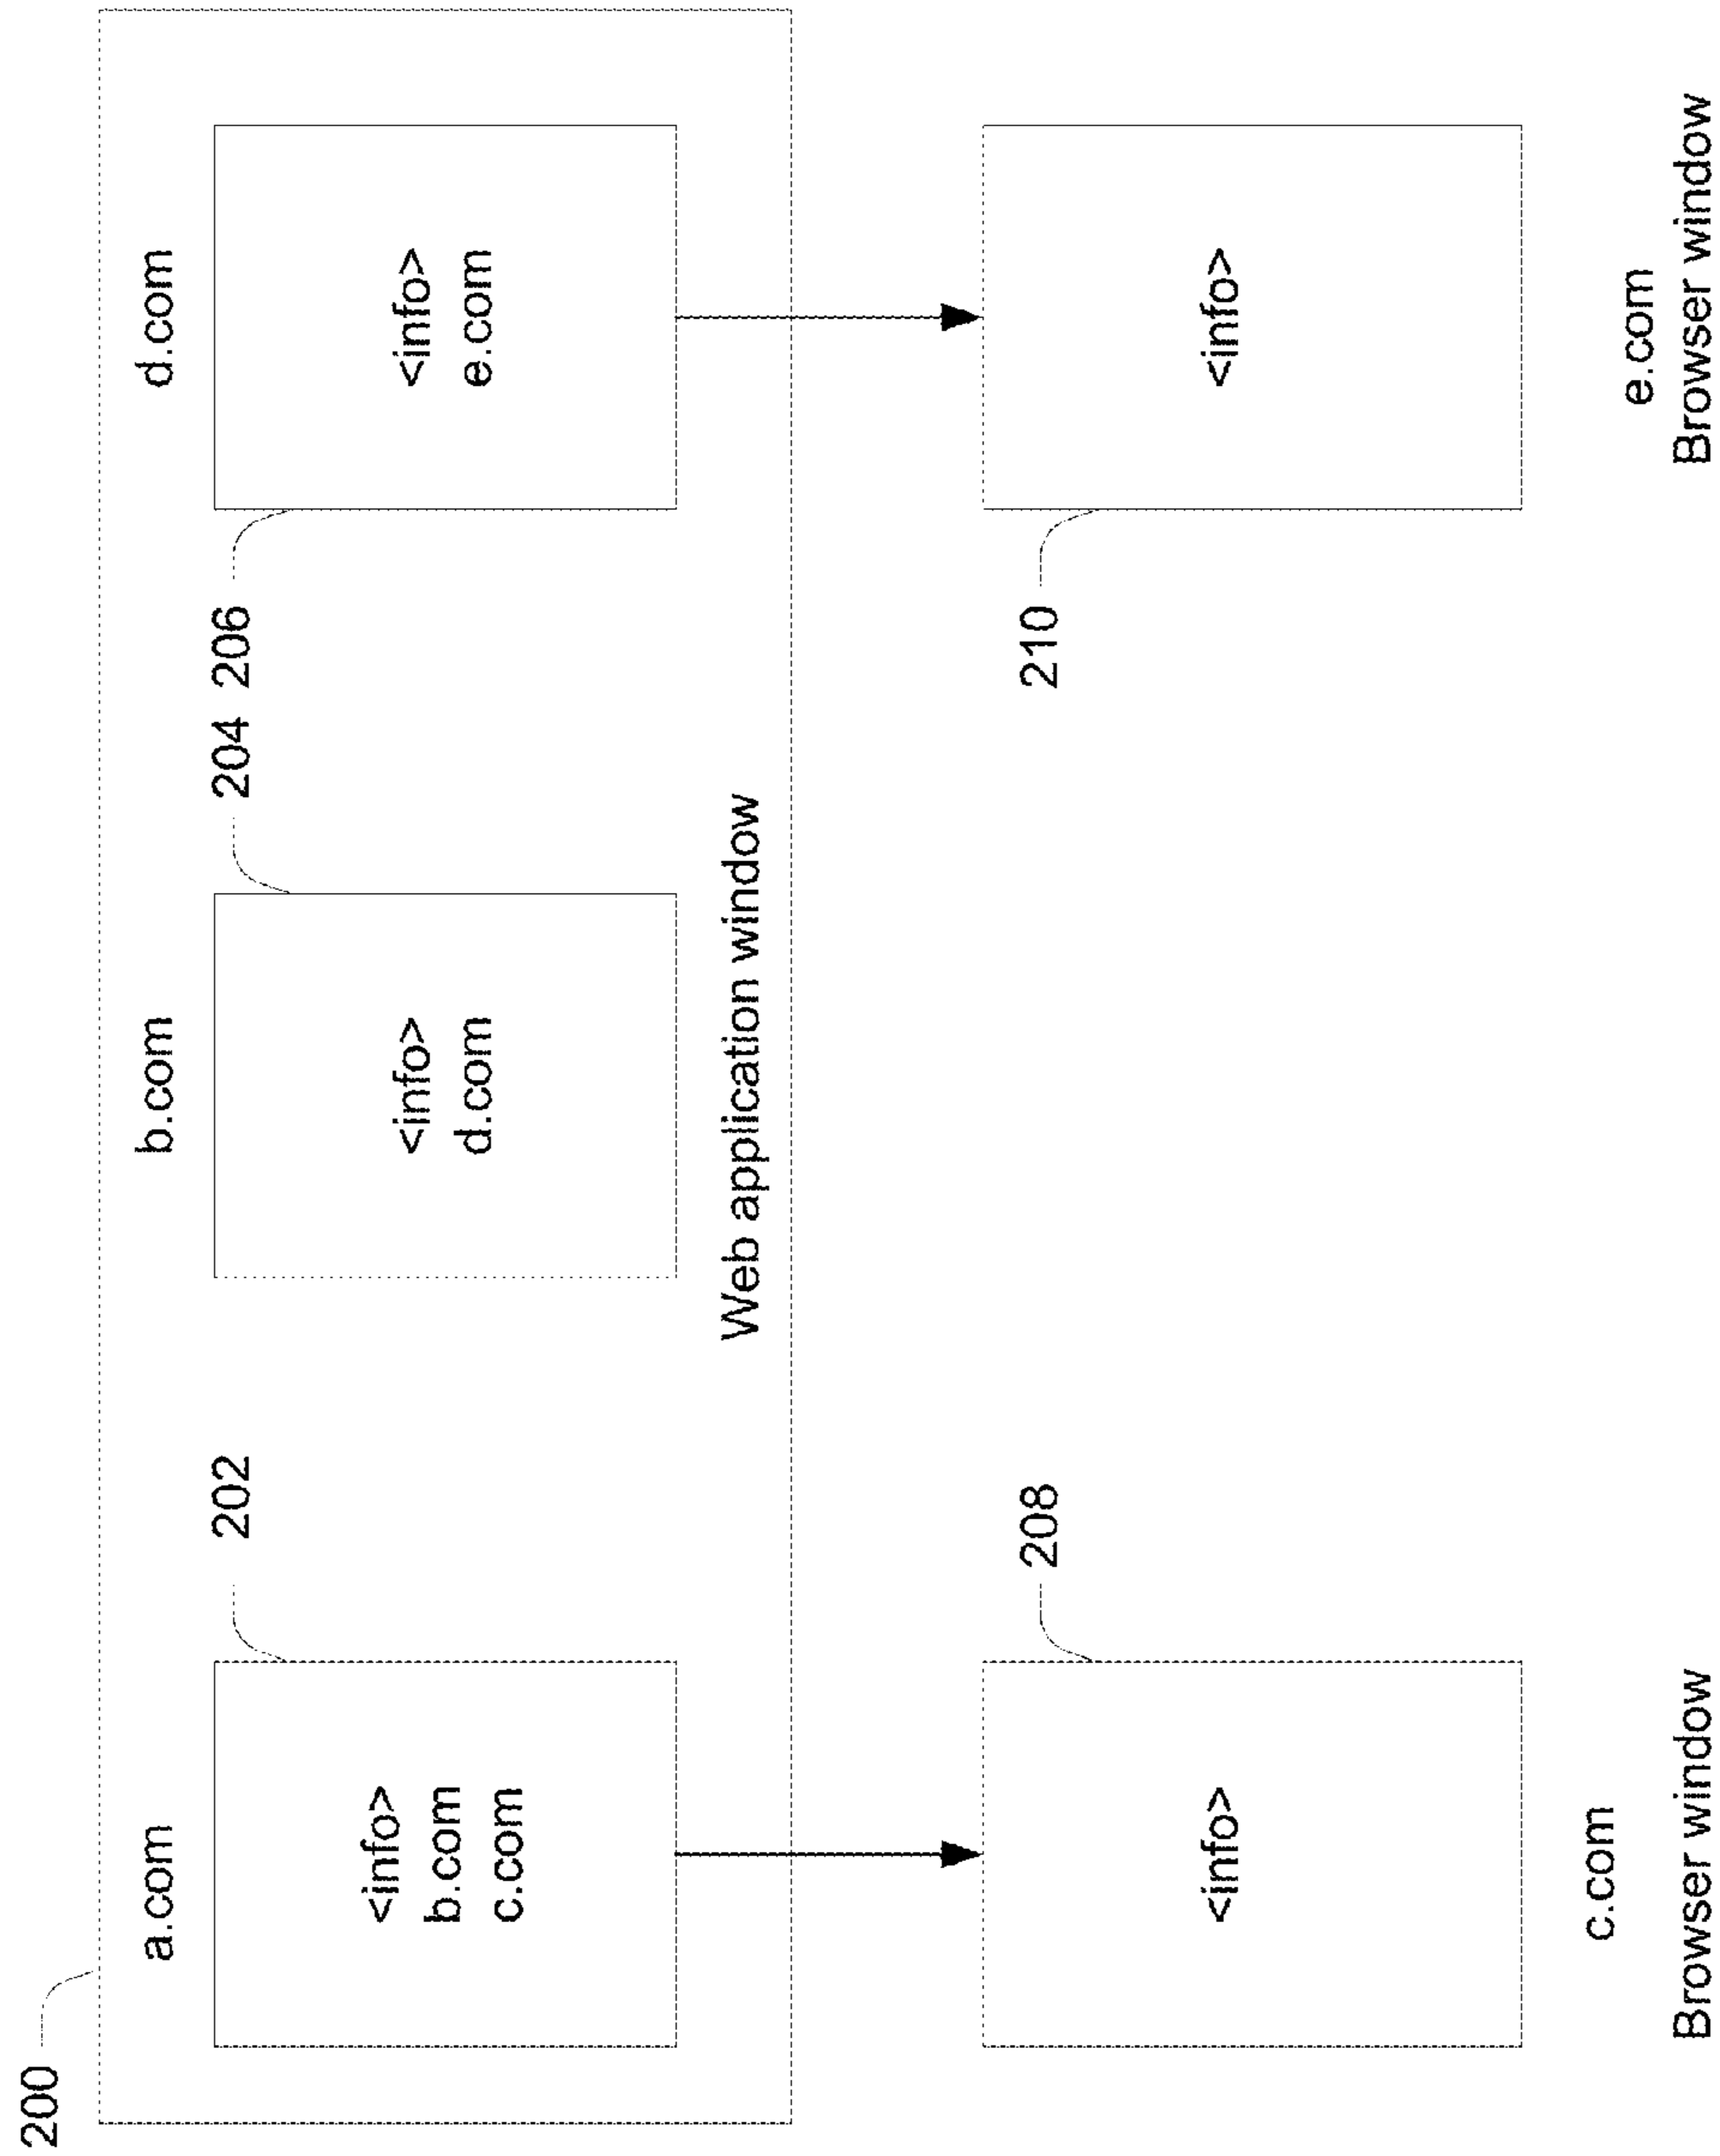 200
a.com
b.com
d.com
202
204
206
<info>
b.com
c.com
<info>
d.com
<info>
e.com
Web application window
208
210
<info>
<info>
c.com
Browser window
e.com
Browser window